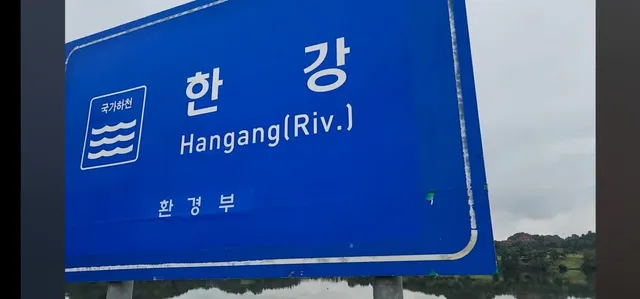 국가하천
한 강
Hangang(Riv.)
환 경 부